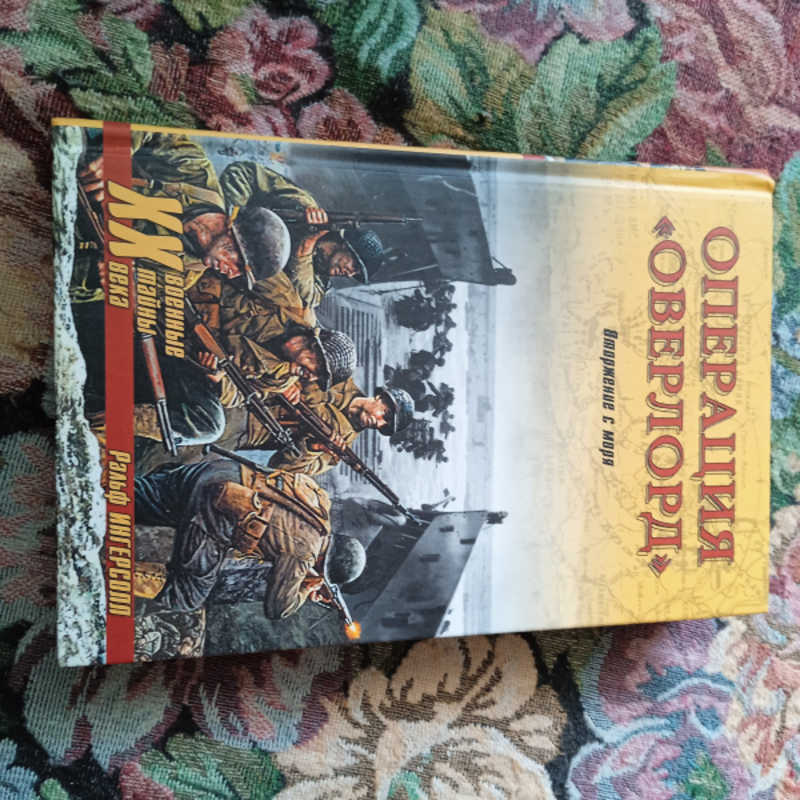 ОПЕРАЦИЯ
«ОВЕРЛОРД»
Вторжение с моря
XX военные
тайны
века
Ральф ИНГЕРСОЛЛ